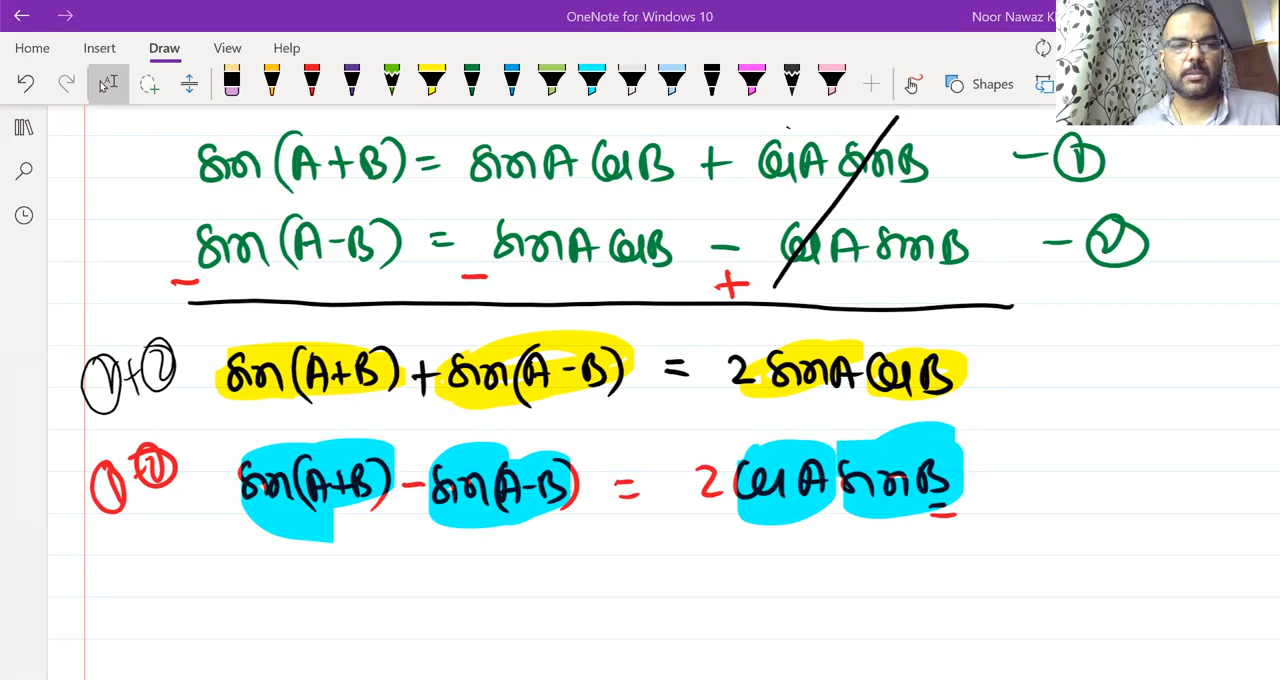 OneNote for Windows 10
Noor Nawaz
Home Insert Draw View Help
Shapes
sin(A+B) = sinA cosB + cosA sinB - ①
sin(A-B) = sinA cosB - cosA sinB - ②
- - +
①+② sin(A+B)+sin(A-B) = 2 sinA cosB
①-② sin(A+B)-sin(A-B) = 2 cosA sinB